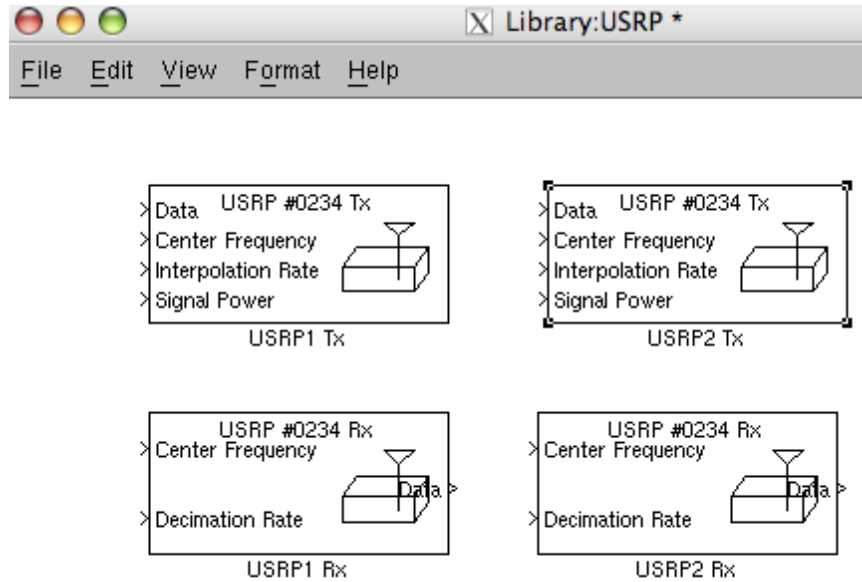 Library:USRP *
File Edit View Format Help
USRP #0234 Tx
Data
Center Frequency
Interpolation Rate
Signal Power
USRP1 Tx
USRP #0234 Tx
Data
Center Frequency
Interpolation Rate
Signal Power
USRP2 Tx
USRP #0234 Rx
Center Frequency
Data
Decimation Rate
USRP1 Rx
USRP #0234 Rx
Center Frequency
Data
Decimation Rate
USRP2 Rx